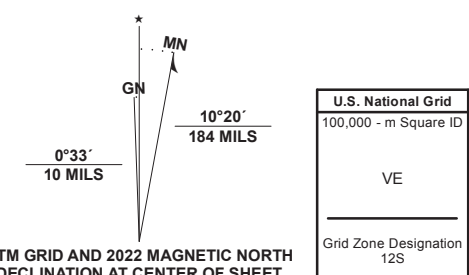 ★
MN
GN
10°20´
184 MILS
0°33´
10 MILS
TM GRID AND 2022 MAGNETIC NORTH
DECLINATION AT CENTER OF SHEET
U.S. National Grid
100,000 - m Square ID
VE
Grid Zone Designation
12S